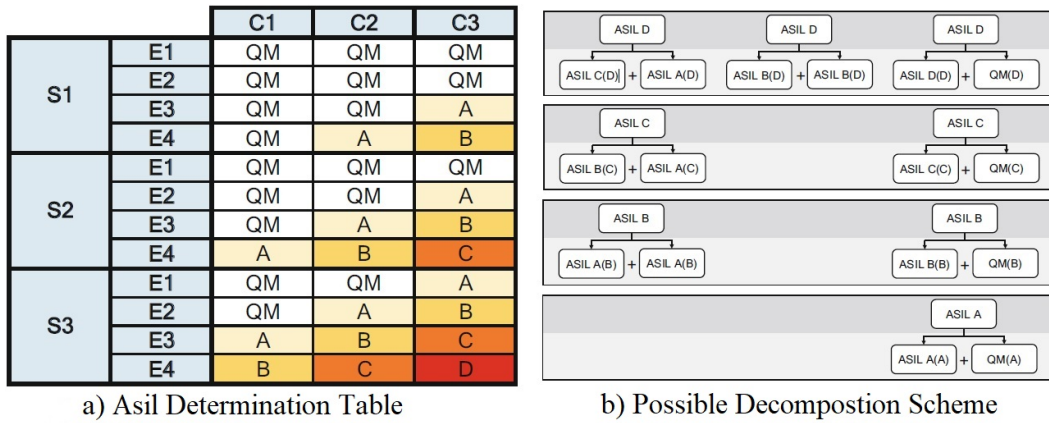 C1 C2 C3
S1 E1 QM QM QM
E2 QM QM QM
E3 QM QM A
E4 QM A B
S2 E1 QM QM QM
E2 QM QM A
E3 QM A B
E4 A B C
S3 E1 QM QM A
E2 QM A B
E3 A B C
E4 B C D
a) Asil Determination Table
ASIL D ASIL D ASIL D
ASIL C(D) + ASIL A(D) ASIL B(D) + ASIL B(D) ASIL D(D) + QM(D)
ASIL C ASIL C
ASIL B(C) + ASIL A(C) ASIL C(C) + QM(C)
ASIL B ASIL B
ASIL A(B) + ASIL A(B) ASIL B(B) + QM(B)
ASIL A
ASIL A(A) + QM(A)
b) Possible Decompostion Scheme